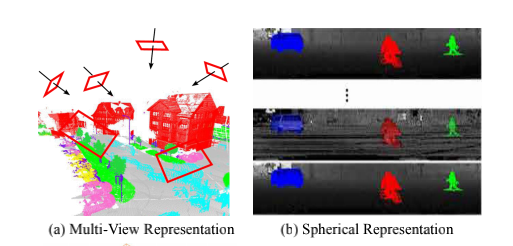 (a) Multi-View Representation
(b) Spherical Representation